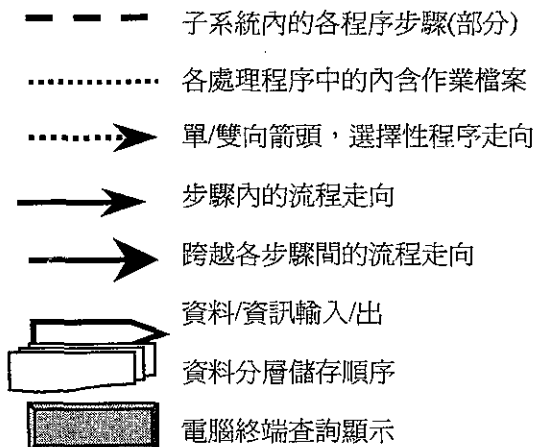 子系統內的各程序步驟(部分)
各處理程序中的內含作業檔案
單/雙向箭頭，選擇性程序走向
步驟內的流程走向
跨越各步驟間的流程走向
資料/資訊輸入/出
資料分層儲存順序
電腦終端查詢顯示